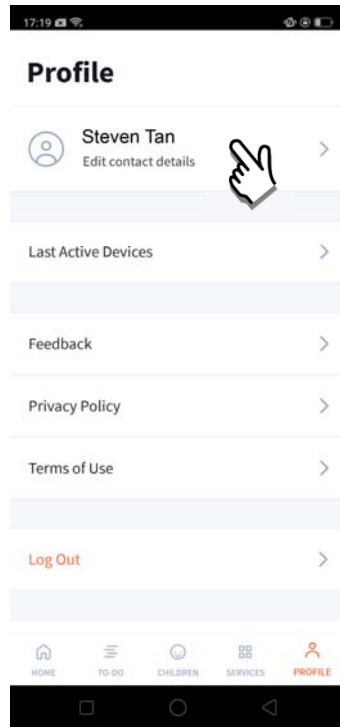 17:19
Profile
Steven Tan
Edit contact details
Last Active Devices
Feedback
Privacy Policy
Terms of Use
Log Out
HOME TO-DO CHILDREN SERVICES PROFILE